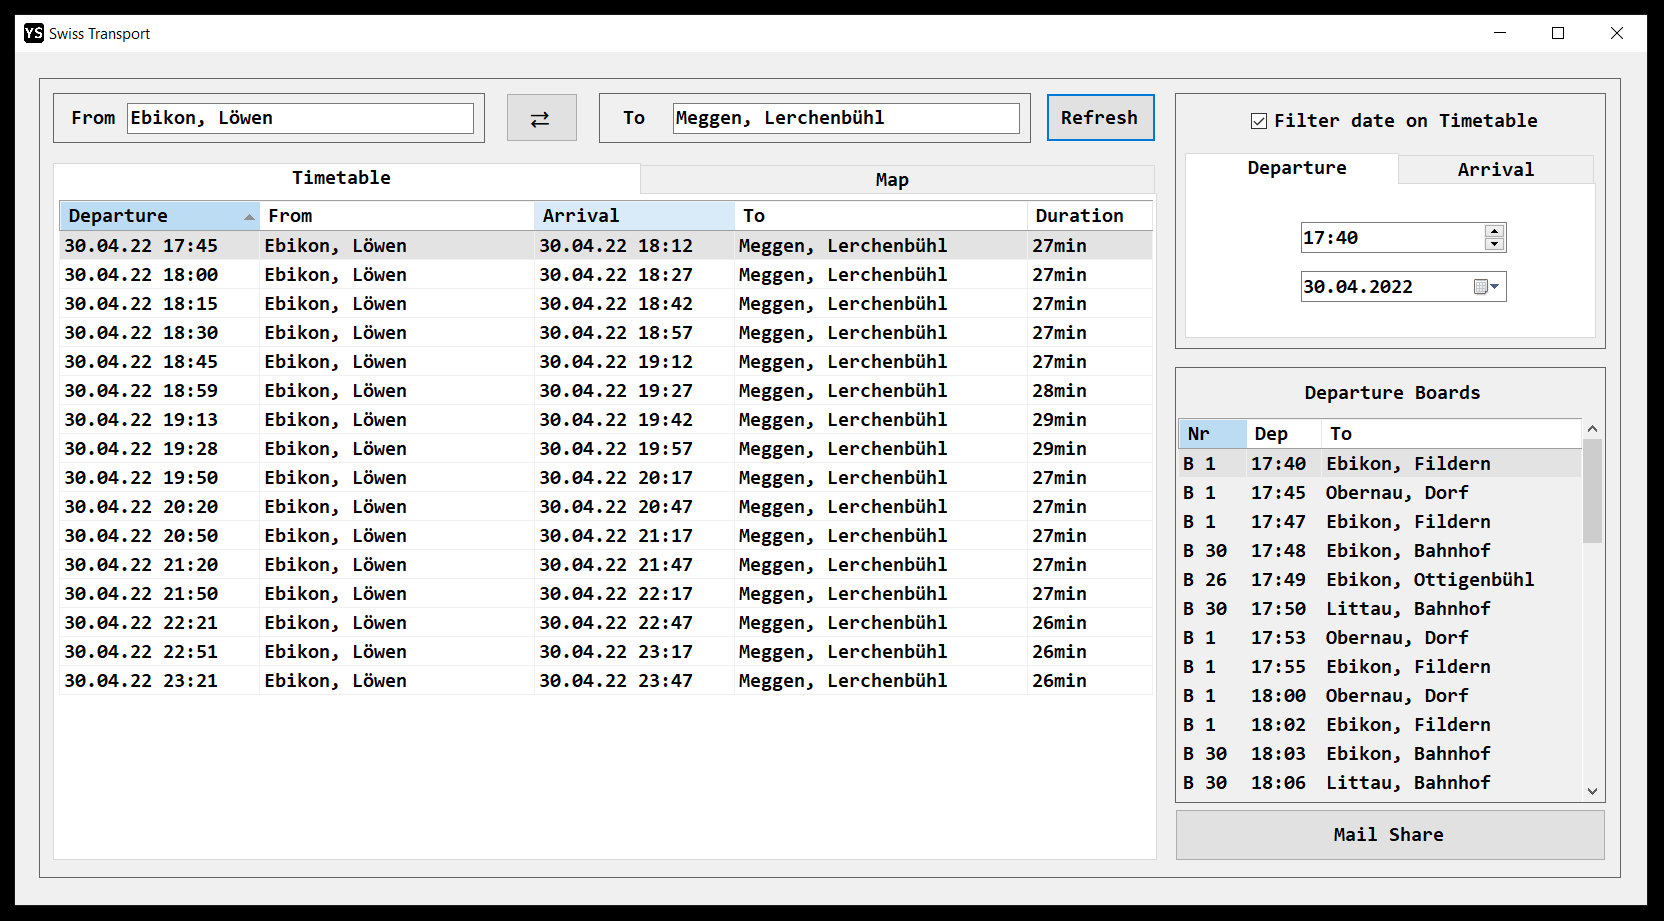 YS Swiss Transport
From Ebikon, Löwen ⇄ To Meggen, Lerchenbühl Refresh
Timetable Map
Departure From Arrival To Duration
30.04.22 17:45 Ebikon, Löwen 30.04.22 18:12 Meggen, Lerchenbühl 27min
30.04.22 18:00 Ebikon, Löwen 30.04.22 18:27 Meggen, Lerchenbühl 27min
30.04.22 18:15 Ebikon, Löwen 30.04.22 18:42 Meggen, Lerchenbühl 27min
30.04.22 18:30 Ebikon, Löwen 30.04.22 18:57 Meggen, Lerchenbühl 27min
30.04.22 18:45 Ebikon, Löwen 30.04.22 19:12 Meggen, Lerchenbühl 27min
30.04.22 18:59 Ebikon, Löwen 30.04.22 19:27 Meggen, Lerchenbühl 28min
30.04.22 19:13 Ebikon, Löwen 30.04.22 19:42 Meggen, Lerchenbühl 29min
30.04.22 19:28 Ebikon, Löwen 30.04.22 19:57 Meggen, Lerchenbühl 29min
30.04.22 19:50 Ebikon, Löwen 30.04.22 20:17 Meggen, Lerchenbühl 27min
30.04.22 20:20 Ebikon, Löwen 30.04.22 20:47 Meggen, Lerchenbühl 27min
30.04.22 20:50 Ebikon, Löwen 30.04.22 21:17 Meggen, Lerchenbühl 27min
30.04.22 21:20 Ebikon, Löwen 30.04.22 21:47 Meggen, Lerchenbühl 27min
30.04.22 21:50 Ebikon, Löwen 30.04.22 22:17 Meggen, Lerchenbühl 27min
30.04.22 22:21 Ebikon, Löwen 30.04.22 22:47 Meggen, Lerchenbühl 26min
30.04.22 22:51 Ebikon, Löwen 30.04.22 23:17 Meggen, Lerchenbühl 26min
30.04.22 23:21 Ebikon, Löwen 30.04.22 23:47 Meggen, Lerchenbühl 26min
Filter date on Timetable
Departure Arrival
17:40
30.04.2022
Departure Boards
Nr Dep To
B 1 17:40 Ebikon, Fildern
B 1 17:45 Obernau, Dorf
B 1 17:47 Ebikon, Fildern
B 30 17:48 Ebikon, Bahnhof
B 26 17:49 Ebikon, Ottigenbühl
B 30 17:50 Littau, Bahnhof
B 1 17:53 Obernau, Dorf
B 1 17:55 Ebikon, Fildern
B 1 18:00 Obernau, Dorf
B 1 18:02 Ebikon, Fildern
B 30 18:03 Ebikon, Bahnhof
B 30 18:06 Littau, Bahnhof
Mail Share